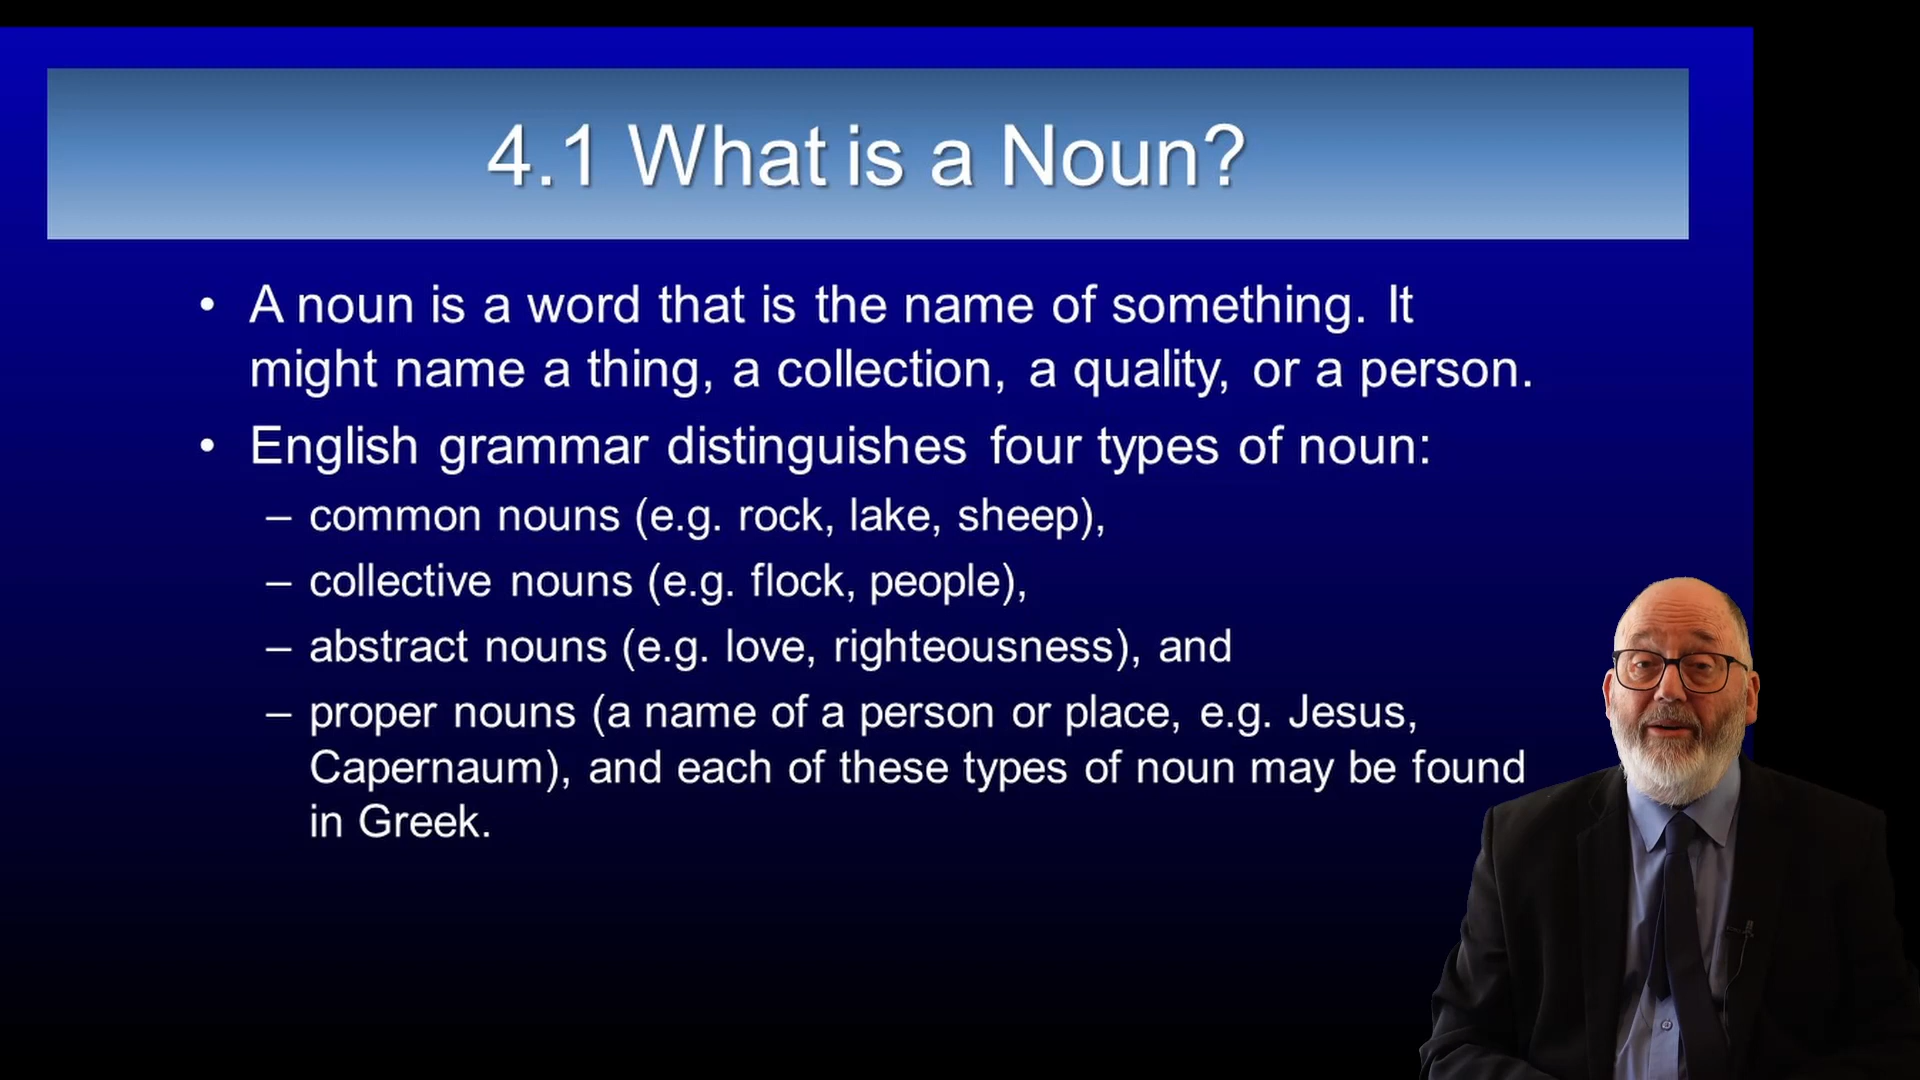 4.1 What is a Noun?
• A noun is a word that is the name of something. It
might name a thing, a collection, a quality, or a person.
• English grammar distinguishes four types of noun:
– common nouns (e.g. rock, lake, sheep),
– collective nouns (e.g. flock, people),
– abstract nouns (e.g. love, righteousness), and
– proper nouns (a name of a person or place, e.g. Jesus,
Capernaum), and each of these types of noun may be found
in Greek.